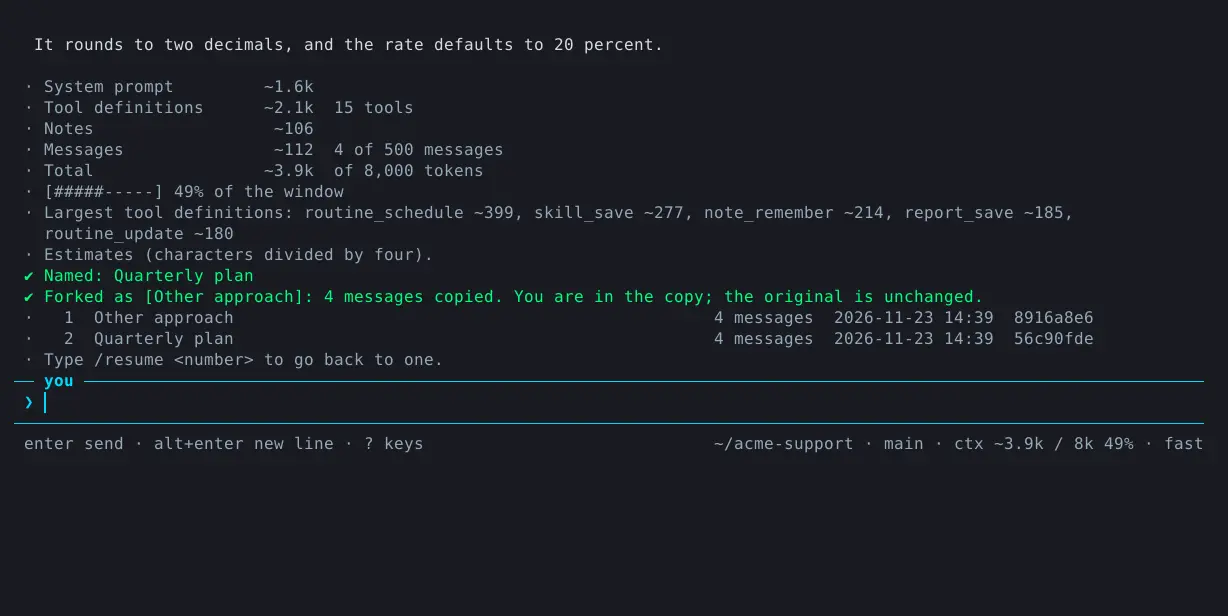 It rounds to two decimals, and the rate defaults to 20 percent.
· System prompt ~1.6k
· Tool definitions ~2.1k 15 tools
· Notes ~106
· Messages ~112 4 of 500 messages
· Total ~3.9k of 8,000 tokens
· [#####-----] 49% of the window
· Largest tool definitions: routine_schedule ~399, skill_save ~277, note_remember ~214, report_save ~185,
routine_update ~180
· Estimates (characters divided by four).
✔ Named: Quarterly plan
✔ Forked as [Other approach]: 4 messages copied. You are in the copy; the original is unchanged.
· 1 Other approach 4 messages 2026-11-23 14:39 8916a8e6
· 2 Quarterly plan 4 messages 2026-11-23 14:39 56c90fde
· Type /resume <number> to go back to one.
you
❯
enter send · alt+enter new line · ? keys ~/acme-support · main · ctx ~3.9k / 8k 49% · fast